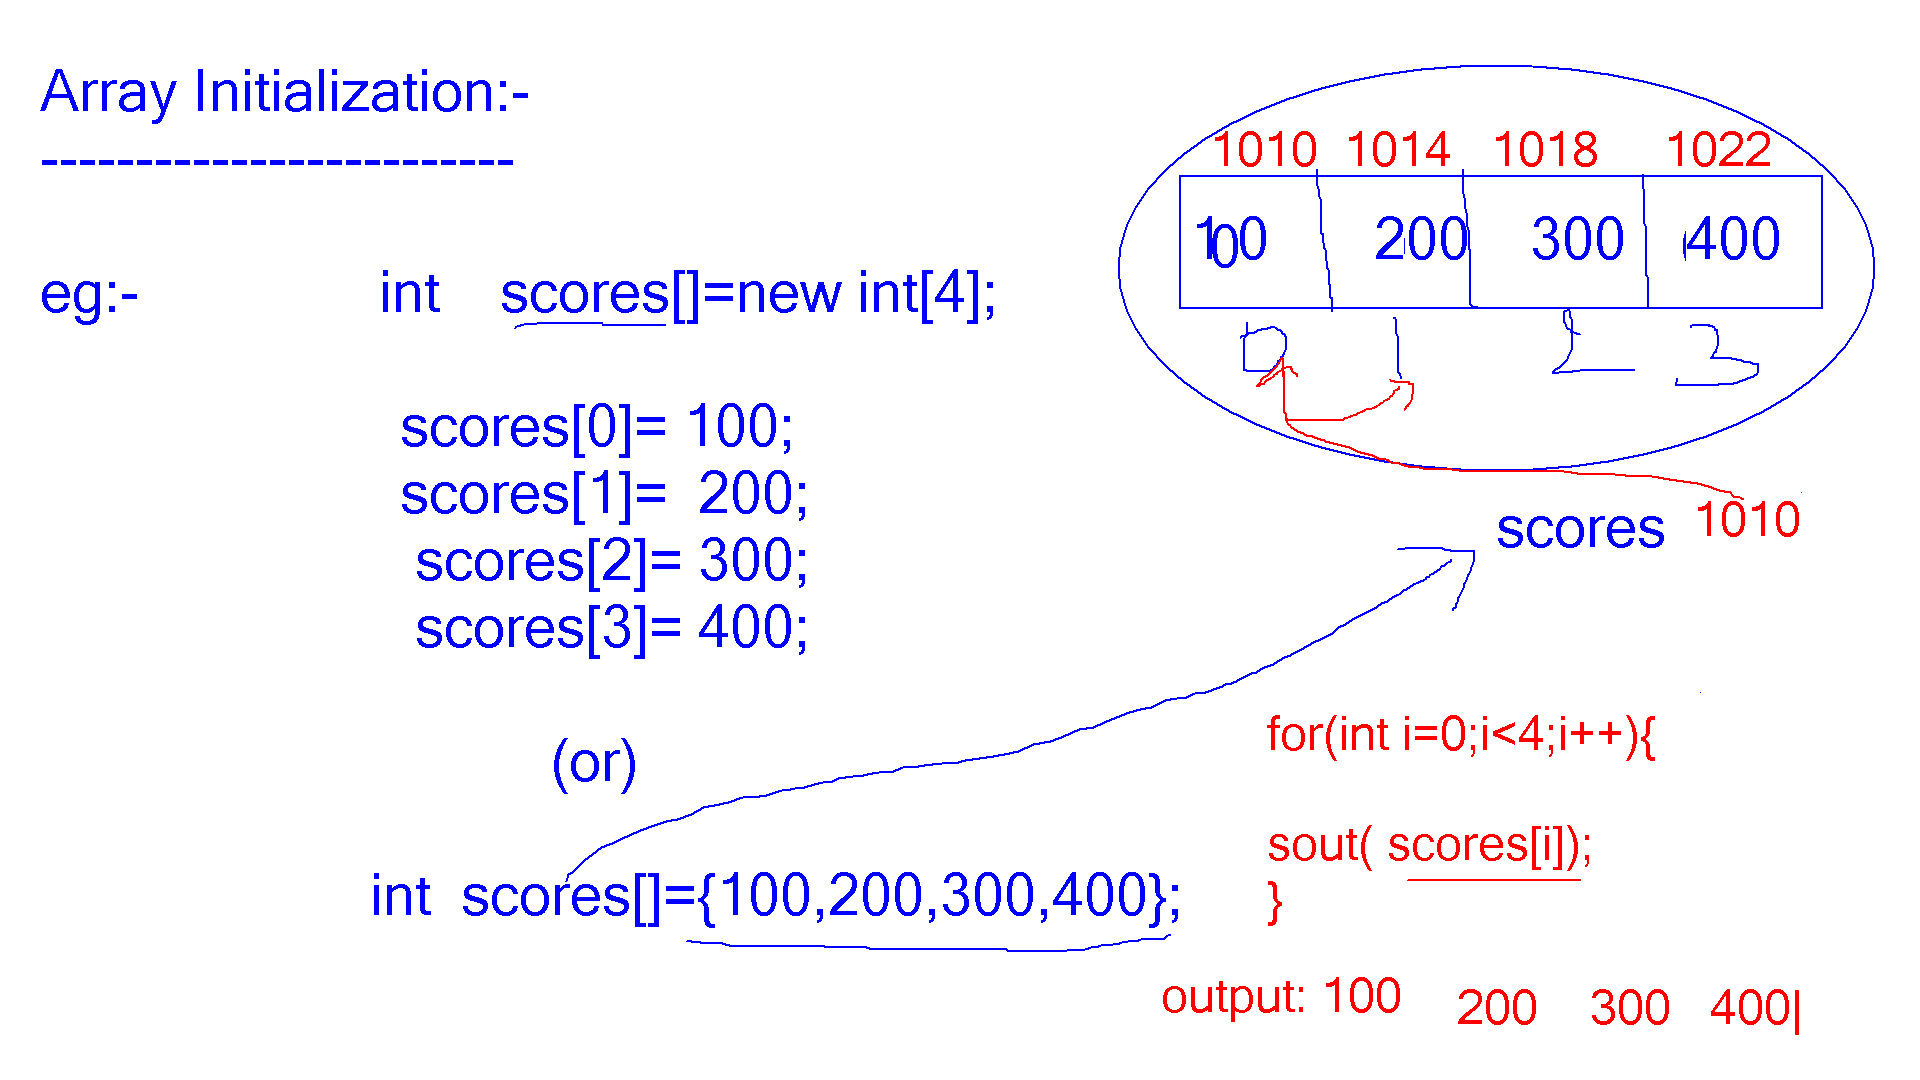 Array Initialization:-
-------------------------
eg:- int scores[]=new int[4];
scores[0]= 100;
scores[1]= 200;
scores[2]= 300;
scores[3]= 400;
(or)
int scores[]={100,200,300,400};
1010 1014 1018 1022
100 200 300 400
0 1 2 3
scores 1010
for(int i=0;i<4;i++){
sout( scores[i]);
}
output: 100 200 300 400|